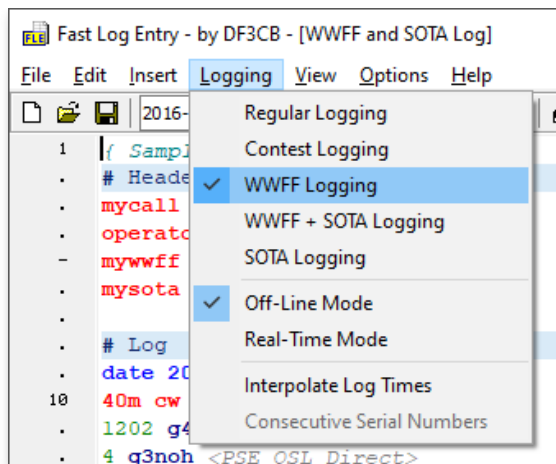 FLE Fast Log Entry - by DF3CB - [WWFF and SOTA Log]
File Edit Insert Logging View Options Help
2016-
Regular Logging
Contest Logging
WWFF Logging
WWFF + SOTA Logging
SOTA Logging
Off-Line Mode
Real-Time Mode
Interpolate Log Times
Consecutive Serial Numbers
1 { Sampl
. # Heade
. mycall
. operato
- mywwff
. mysota
.
. # Log
. date 20
10 40m cw
. 1202 g4
. 4 g3noh <PSE QSL Direct>